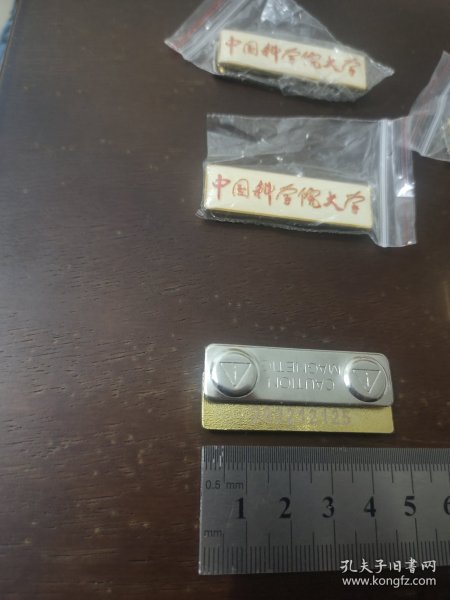 中国科学院大学
中国科学院大学
CAUTION
MAGNETIC
0.5 mm
1 2 3 4 5 6
mm
孔夫子旧书网
www.kongfz.com